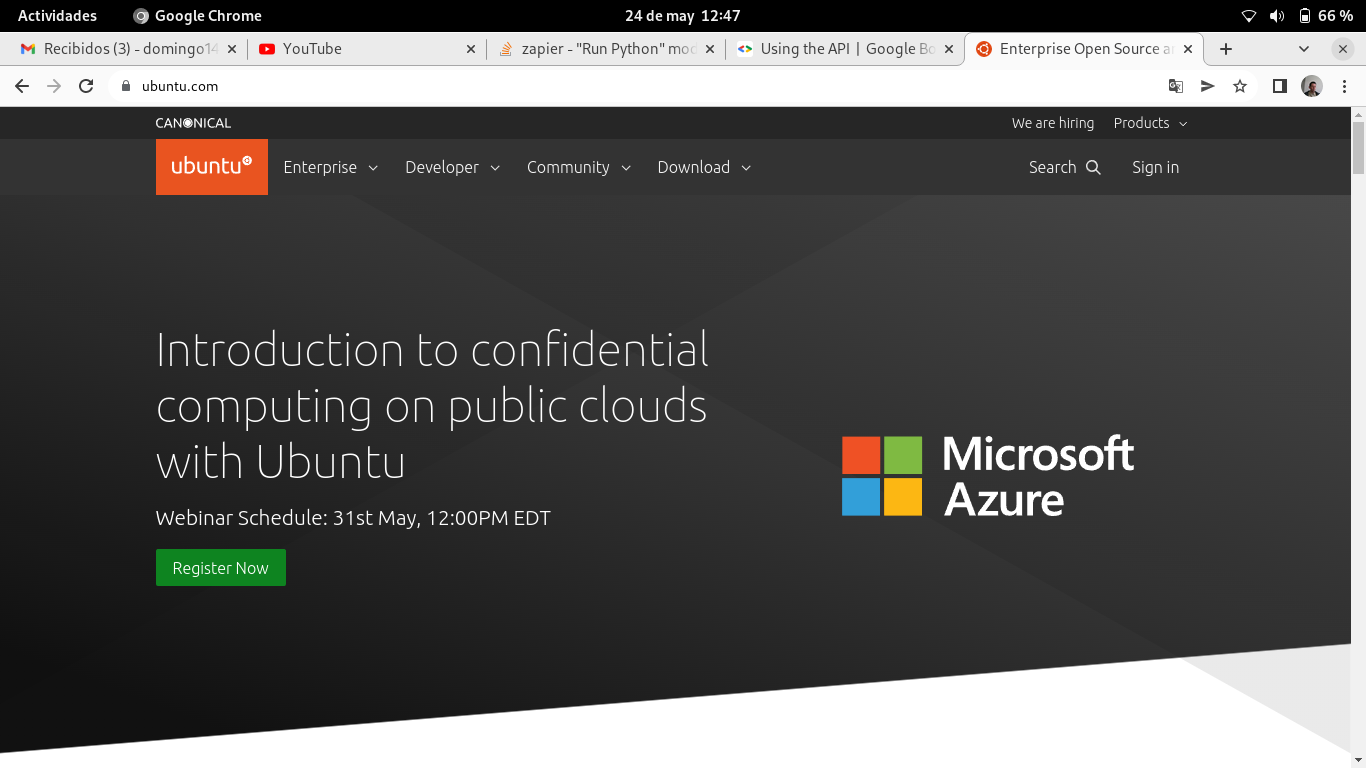 Actividades
Google Chrome
24 de may 12:47
66 %
Recibidos (3) - domingo14
YouTube
zapier - "Run Python" mod
Using the API | Google Bo
Enterprise Open Source a
ubuntu.com
CANONICAL
We are hiring
Products
ubuntu
Enterprise
Developer
Community
Download
Search
Sign in
Introduction to confidential
computing on public clouds
with Ubuntu
Webinar Schedule: 31st May, 12:00PM EDT
Register Now
Microsoft
Azure